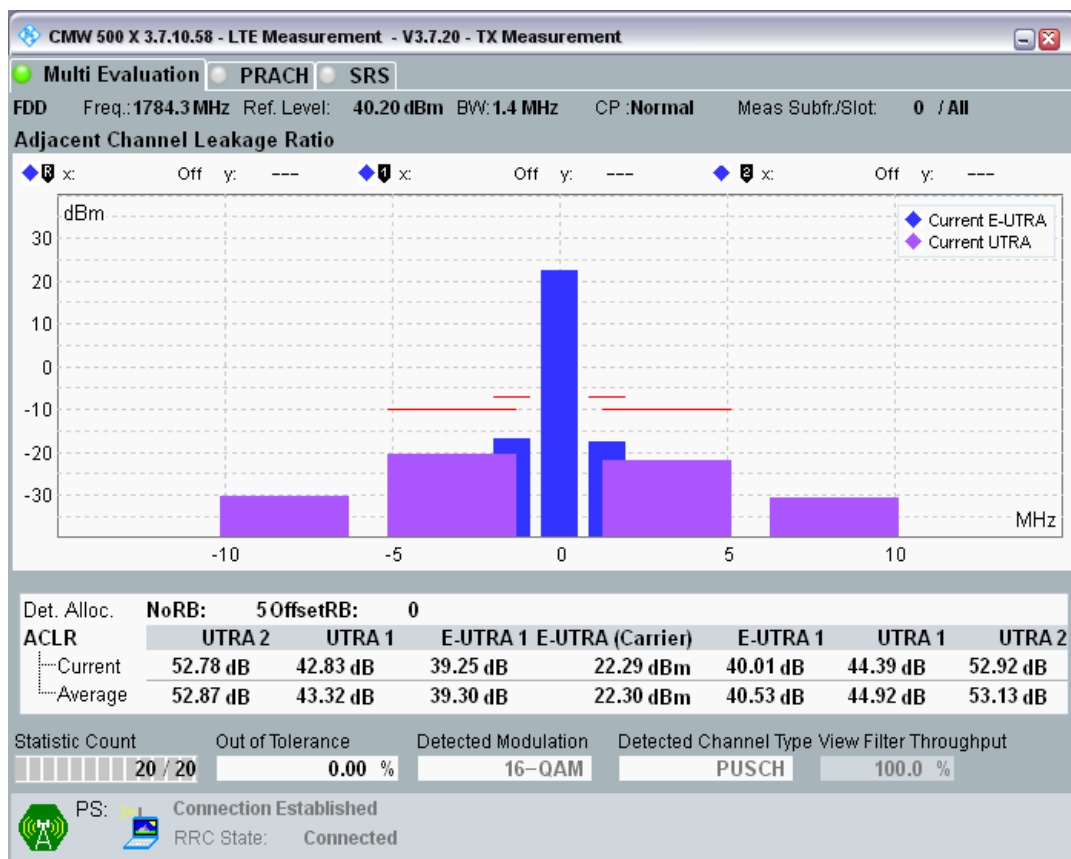 CMW 500 X 3.7.10.58 - LTE Measurement - V3.7.20 - TX Measurement
Multi Evaluation PRACH SRS
FDD Freq.: 1784.3 MHz Ref. Level: 40.20 dBm BW: 1.4 MHz CP :Normal Meas Subfr./Slot: 0 / All
Adjacent Channel Leakage Ratio
R x: Off y: --- 1 x: Off y: --- 2 x: Off y: ---
dBm
Current E-UTRA
Current UTRA
30
20
10
0
-10
-20
-30
MHz
-10 -5 0 5 10
Det. Alloc. NoRB: 5 OffsetRB: 0
ACLR UTRA 2 UTRA 1 E-UTRA 1 E-UTRA (Carrier) E-UTRA 1 UTRA 1 UTRA 2
Current 52.78 dB 42.83 dB 39.25 dB 22.29 dBm 40.01 dB 44.39 dB 52.92 dB
Average 52.87 dB 43.32 dB 39.30 dB 22.30 dBm 40.53 dB 44.92 dB 53.13 dB
Statistic Count Out of Tolerance Detected Modulation Detected Channel Type View Filter Throughput
20 / 20 0.00 % 16-QAM PUSCH 100.0 %
PS: Connection Established
RRC State: Connected